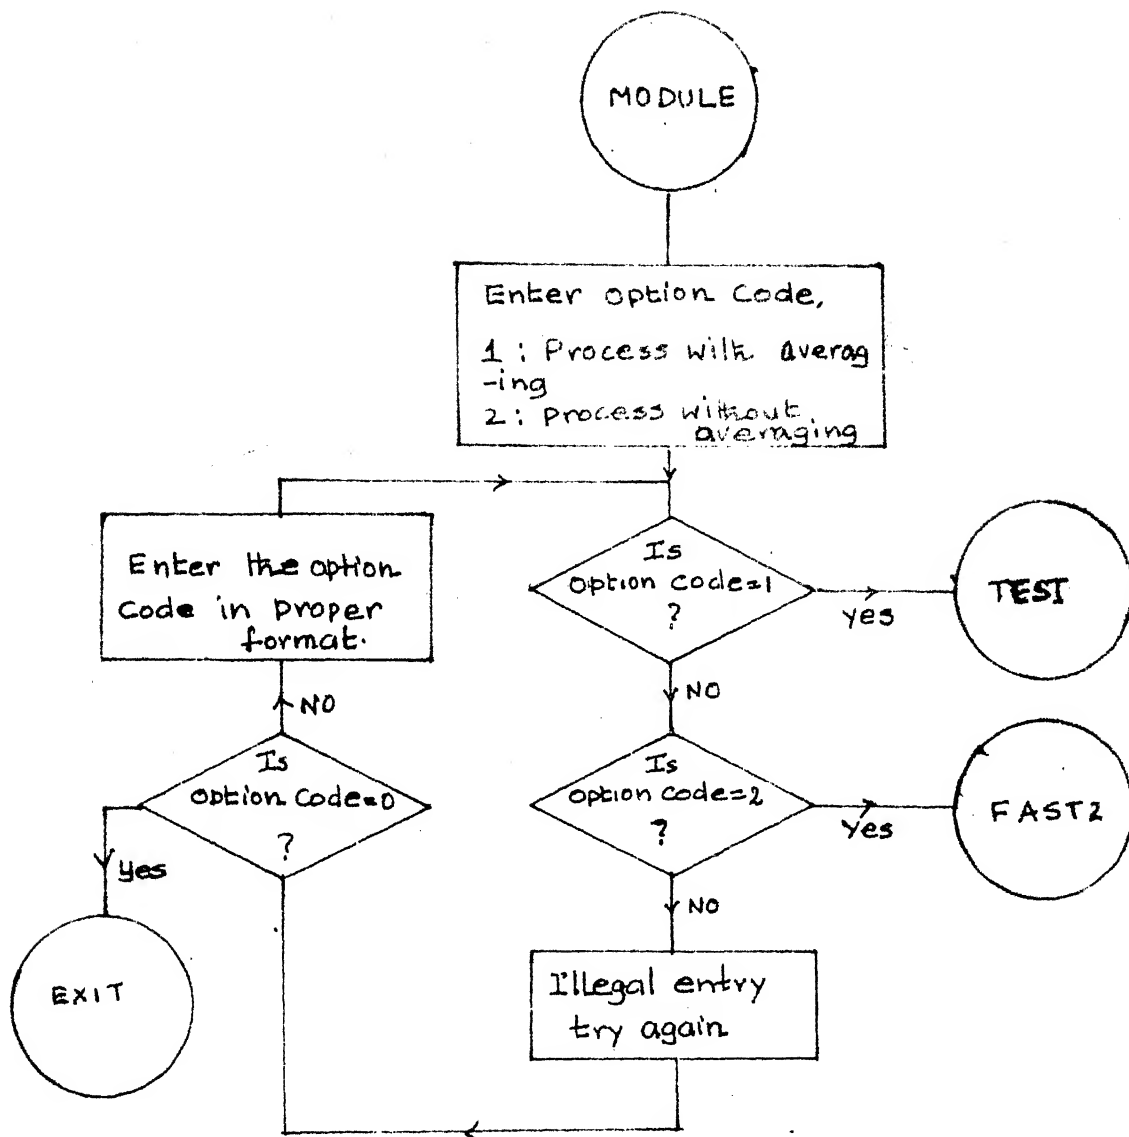 MODULE
Enter option Code,
1 : Process with averag
-ing
2 : Process without
averaging
Is
option code=1
?
yes
TEST
NO
Is
option code=2
?
Yes
FAST2
NO
Illegal entry
try again
Is
option code=0
?
NO
Enter the option
Code in proper
format.
Yes
EXIT